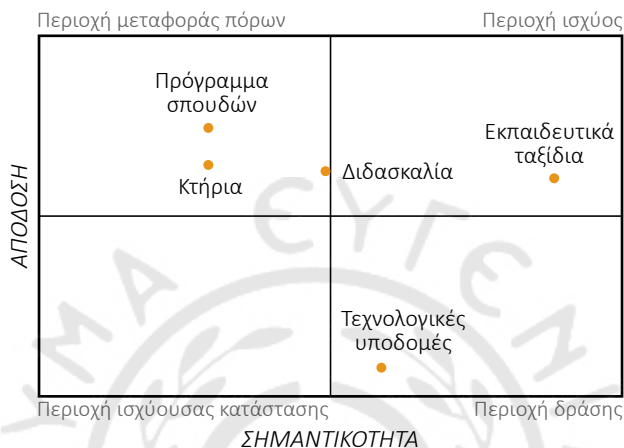 Περιοχή μεταφοράς πόρων
Περιοχή ισχύος
Πρόγραμμα
σπουδών
Εκπαιδευτικά
ταξίδια
Διδασκαλία
Κτήρια
ΑΠΟΔΟΣΗ
Τεχνολογικές
υποδομές
Περιοχή ισχύουσας κατάστασης
Περιοχή δράσης
ΣΗΜΑΝΤΙΚΟΤΗΤΑ